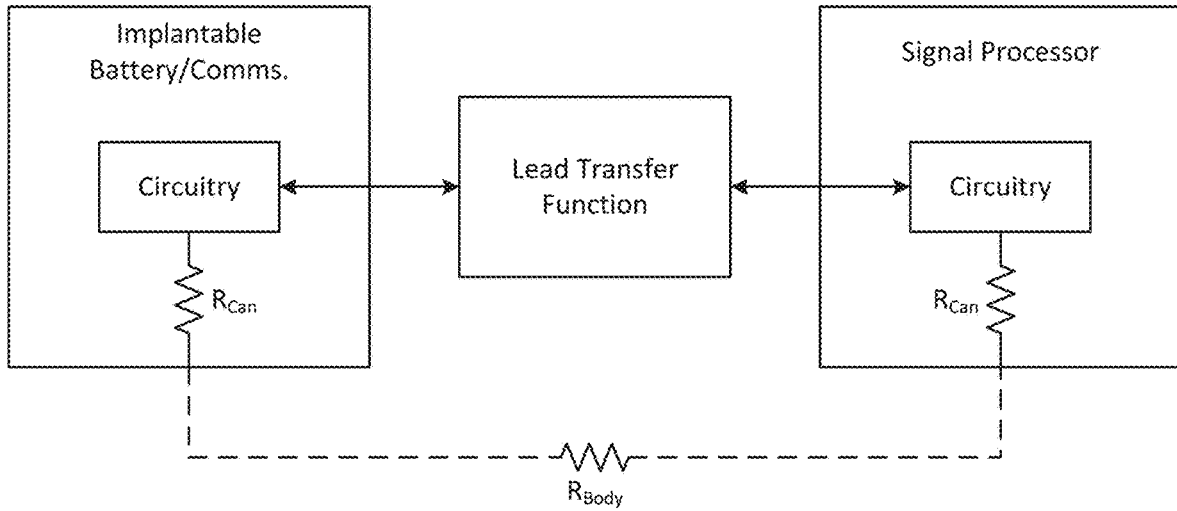 Implantable
Battery/Comms.
Signal Processor
Circuitry
Lead Transfer
Function
Circuitry
RCan
RCan
RBody